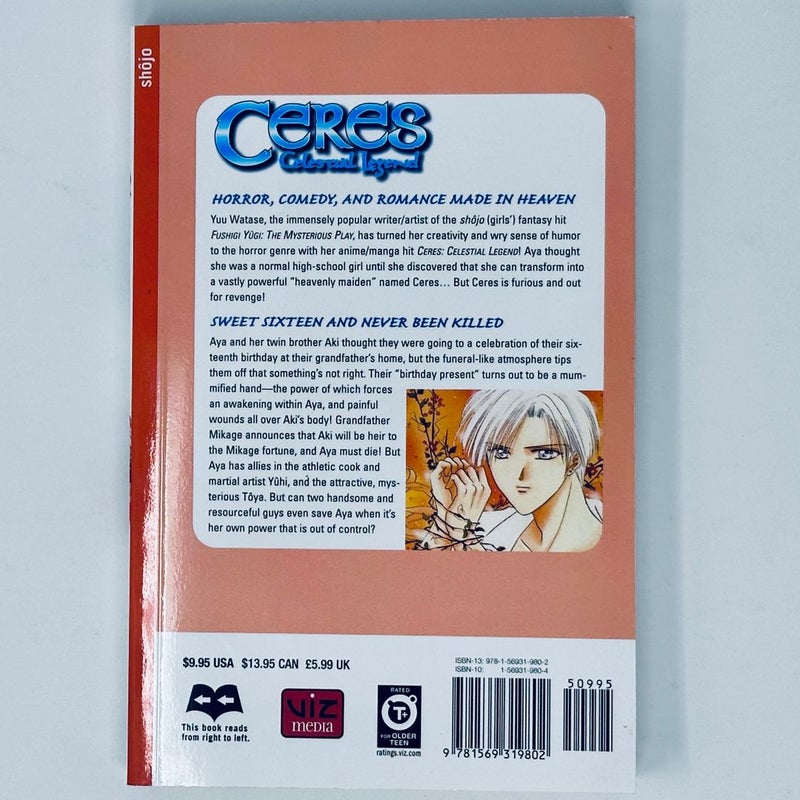 shôjo
Ceres
Celestial Legend
HORROR, COMEDY, AND ROMANCE MADE IN HEAVEN
Yuu Watase, the immensely popular writer/artist of the shôjo (girls') fantasy hit
FUSHIGI YÛGI: THE MYSTERIOUS PLAY, has turned her creativity and wry sense of humor
to the horror genre with her anime/manga hit CERES: CELESTIAL LEGEND! Aya thought
she was a normal high-school girl until she discovered that she can transform into
a vastly powerful "heavenly maiden" named Ceres... But Ceres is furious and out
for revenge!
SWEET SIXTEEN AND NEVER BEEN KILLED
Aya and her twin brother Aki thought they were going to a celebration of their six-
teenth birthday at their grandfather's home, but the funeral-like atmosphere tips
them off that something's not right. Their "birthday present" turns out to be a mum-
mified hand—the power of which forces
an awakening within Aya, and painful
wounds all over Aki's body! Grandfather
Mikage announces that Aki will be heir to
the Mikage fortune, and Aya must die! But
Aya has allies in the athletic cook and
martial artist Yûhi, and the attractive, mys-
terious Tôya. But can two handsome and
resourceful guys even save Aya when it's
her own power that is out of control?
$9.95 USA $13.95 CAN £5.99 UK
ISBN-13: 978-1-56931-980-2
ISBN-10: 1-56931-980-4
50995
This book reads
from right to left.
VIZ
media
RATED
T+
FOR OLDER
TEEN
ratings.viz.com
9 781569 319802